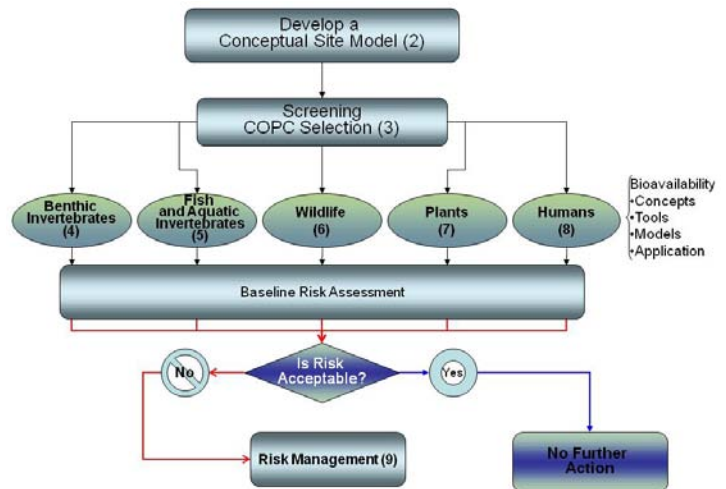 Develop a
Conceptual Site Model (2)
Screening
COPC Selection (3)
Benthic
Invertebrates
(4)
Fish
and Aquatic
Invertebrates
(5)
Wildlife
(6)
Plants
(7)
Humans
(8)
Bioavailability
•Concepts
•Tools
•Models
•Application
Baseline Risk Assessment
No
Is Risk
Acceptable?
Yes
Risk Management (9)
No Further
Action